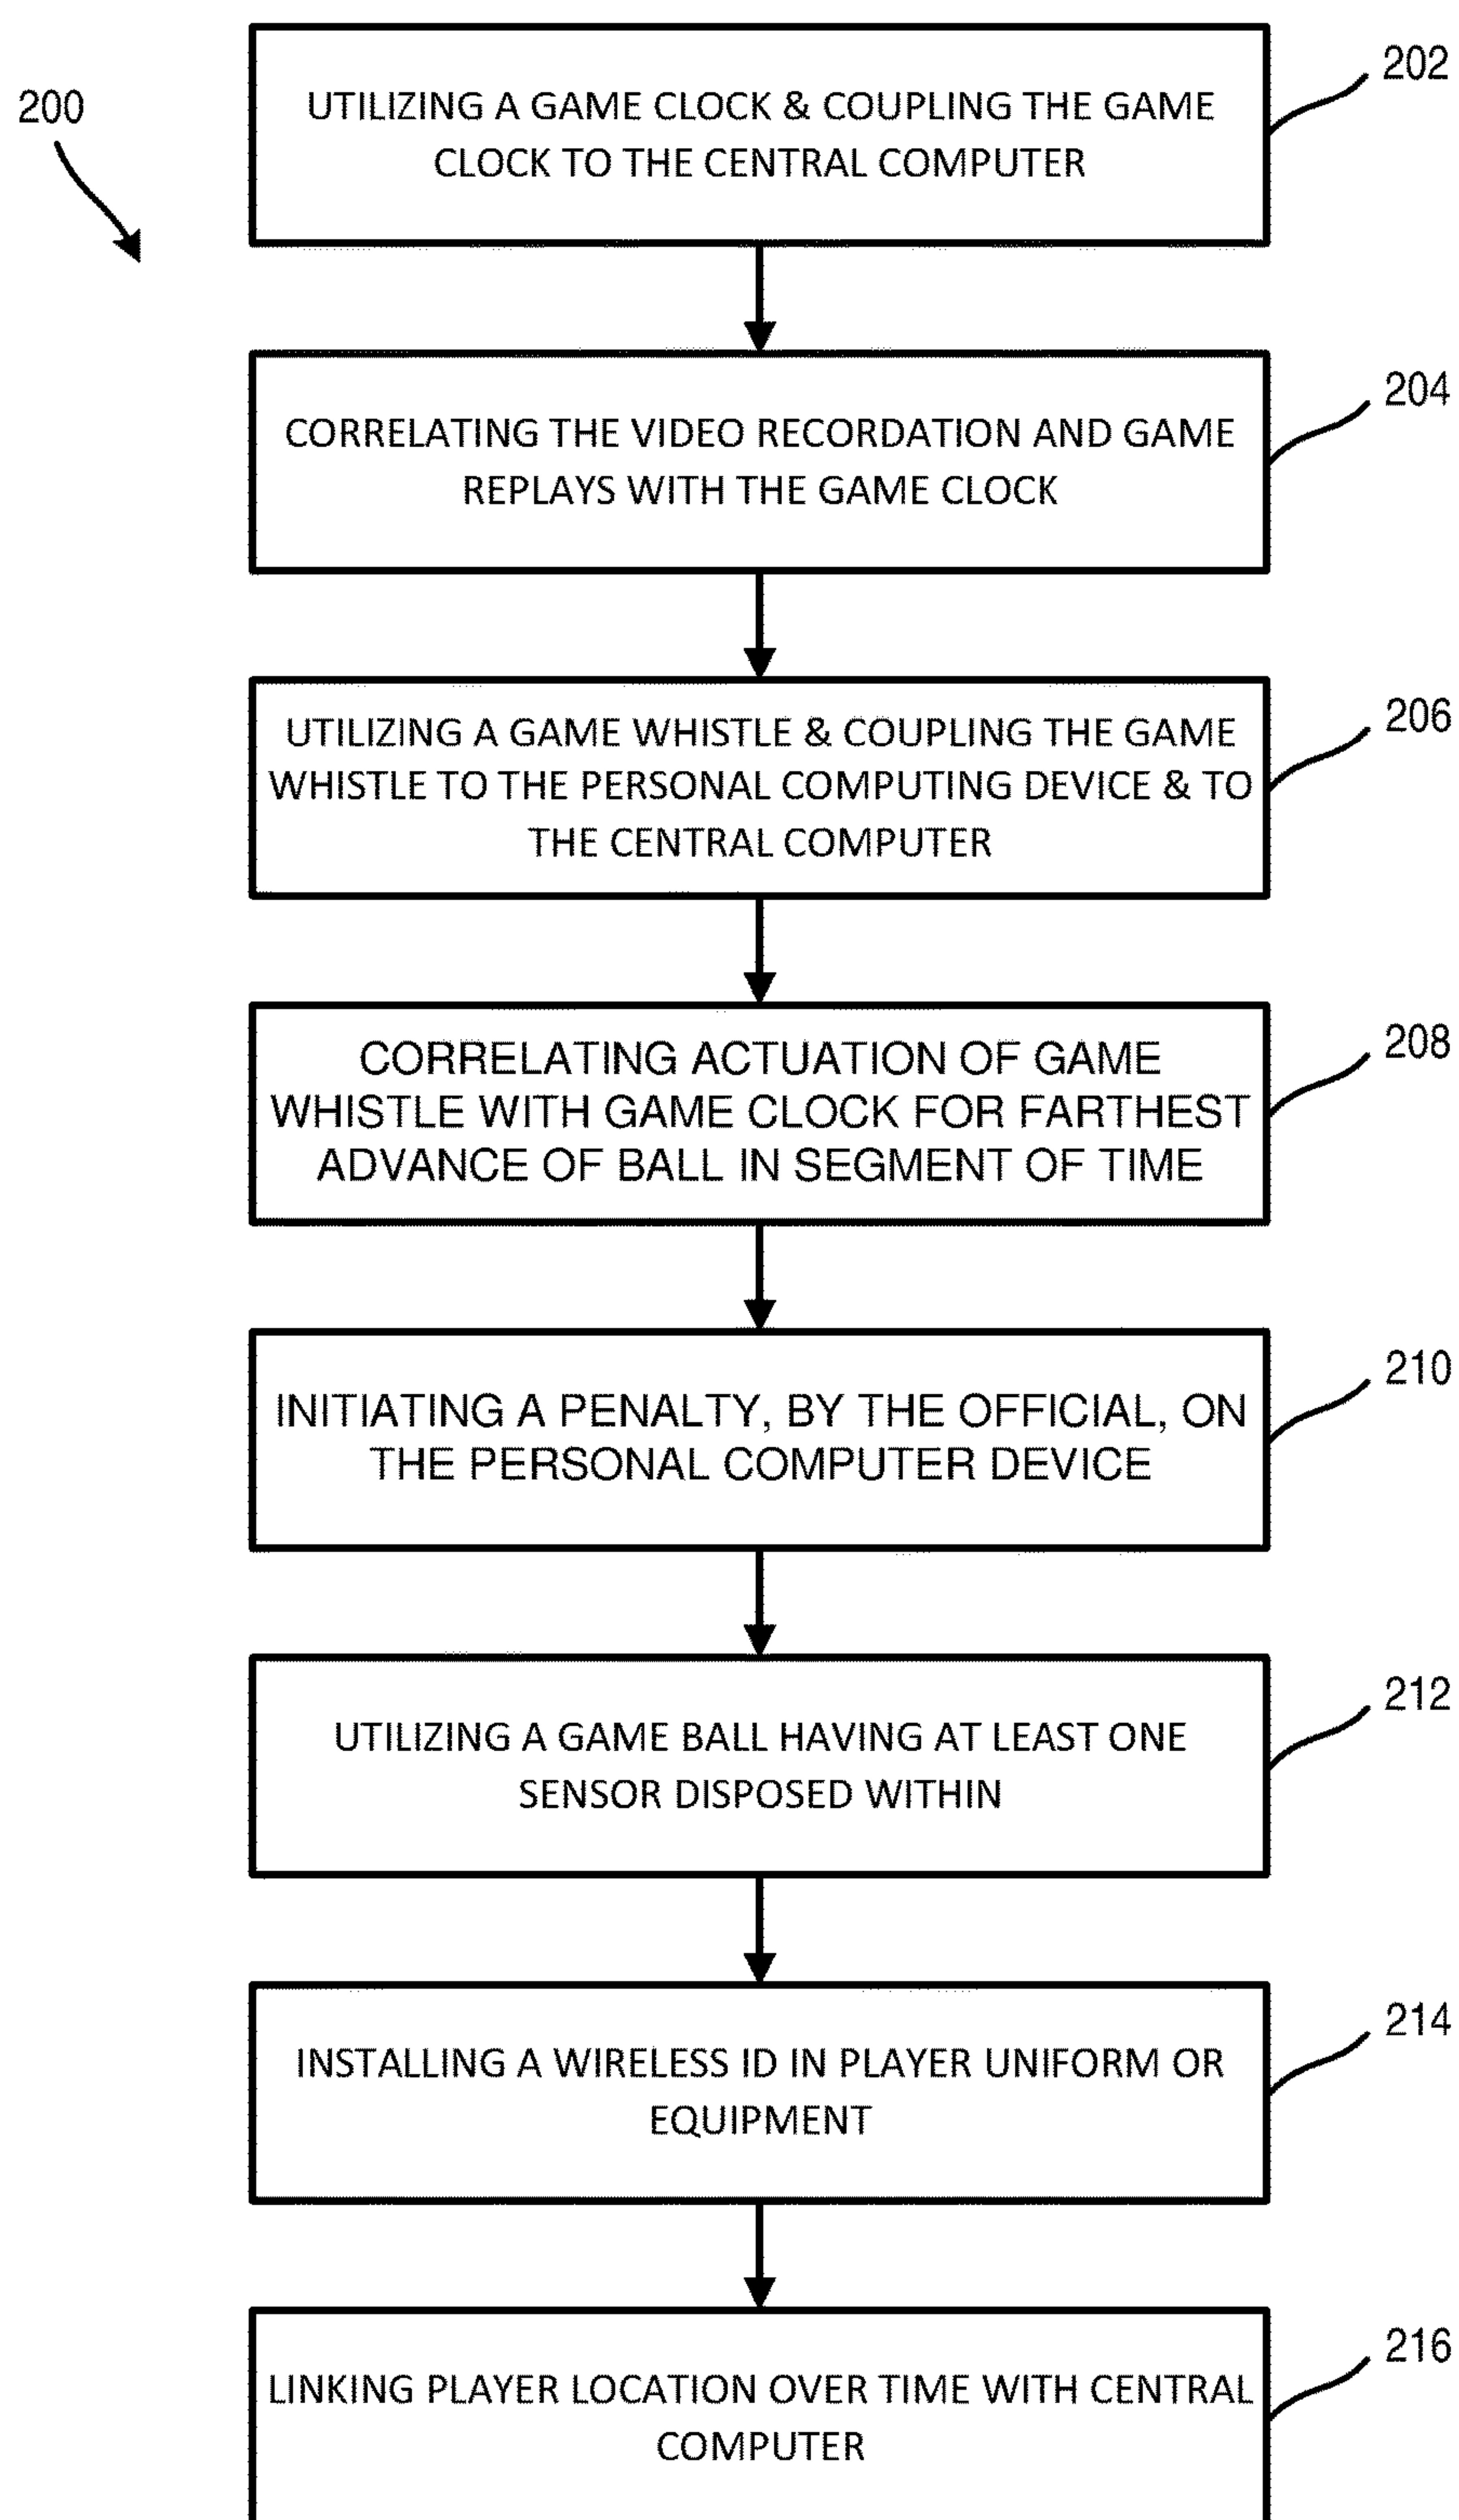 200
202
UTILIZING A GAME CLOCK & COUPLING THE GAME
CLOCK TO THE CENTRAL COMPUTER
204
CORRELATING THE VIDEO RECORDATION AND GAME
REPLAYS WITH THE GAME CLOCK
206
UTILIZING A GAME WHISTLE & COUPLING THE GAME
WHISTLE TO THE PERSONAL COMPUTING DEVICE & TO
THE CENTRAL COMPUTER
208
CORRELATING ACTUATION OF GAME
WHISTLE WITH GAME CLOCK FOR FARTHEST
ADVANCE OF BALL IN SEGMENT OF TIME
210
INITIATING A PENALTY, BY THE OFFICIAL, ON
THE PERSONAL COMPUTER DEVICE
212
UTILIZING A GAME BALL HAVING AT LEAST ONE
SENSOR DISPOSED WITHIN
214
INSTALLING A WIRELESS ID IN PLAYER UNIFORM OR
EQUIPMENT
216
LINKING PLAYER LOCATION OVER TIME WITH CENTRAL
COMPUTER